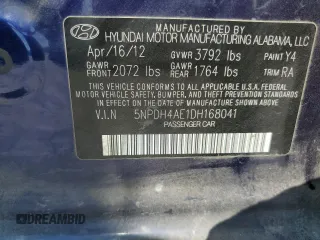 MANUFACTURED BY
HYUNDAI MOTOR MANUFACTURING ALABAMA, LLC
Apr/16/12 GVWR 3792 lbs PAINT Y4
GAWR FRONT 2072 lbs GAWR REAR 1764 lbs TRIM RA
THIS VEHICLE CONFORMS TO ALL APPLICABLE U.S.A. FEDERAL
MOTOR VEHICLE SAFETY, BUMPER, AND THEFT PREVENTION
STANDARDS IN EFFECT ON THE DATE OF MANUFACTURE
SHOWN ABOVE.
V.I.N 5NPDH4AE1DH168041
PASSENGER CAR
AutoBidMaster